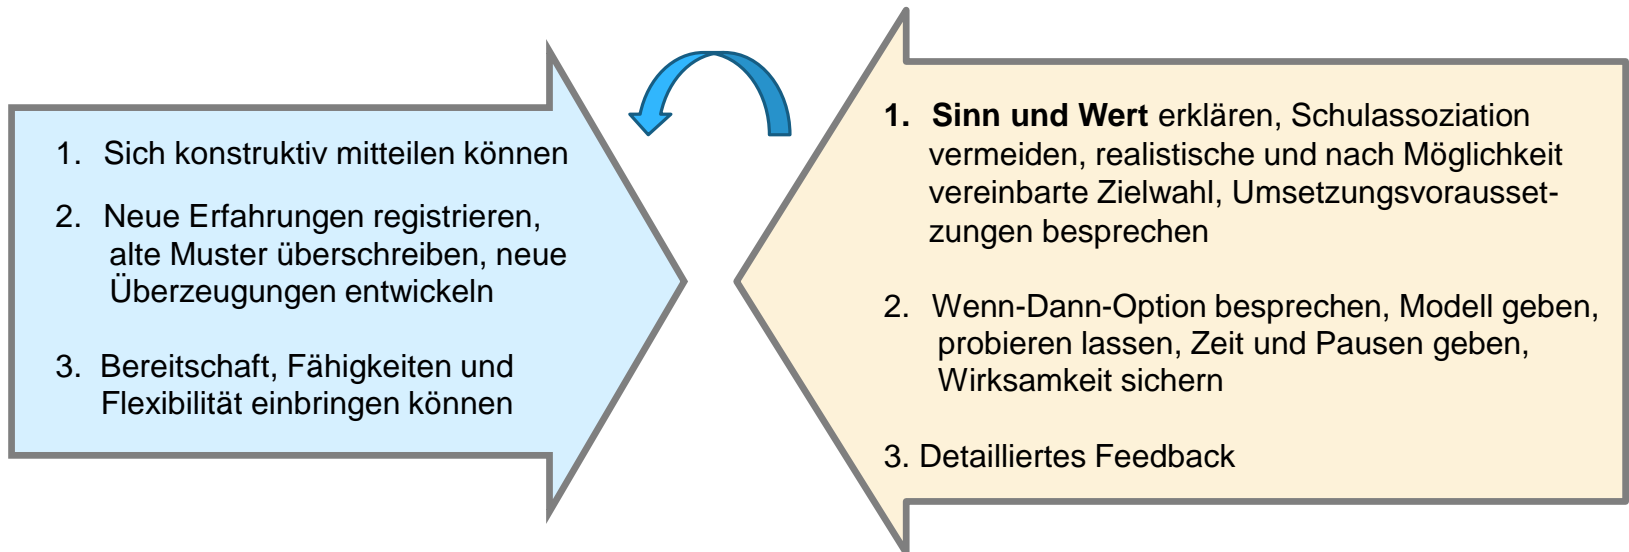 1. Sich konstruktiv mitteilen können
2. Neue Erfahrungen registrieren,
alte Muster überschreiben, neue
Überzeugungen entwickeln
3. Bereitschaft, Fähigkeiten und
Flexibilität einbringen können
1. Sinn und Wert erklären, Schulassoziation
vermeiden, realistische und nach Möglichkeit
vereinbarte Zielwahl, Umsetzungsvorausset-
zungen besprechen
2. Wenn-Dann-Option besprechen, Modell geben,
probieren lassen, Zeit und Pausen geben,
Wirksamkeit sichern
3. Detailliertes Feedback